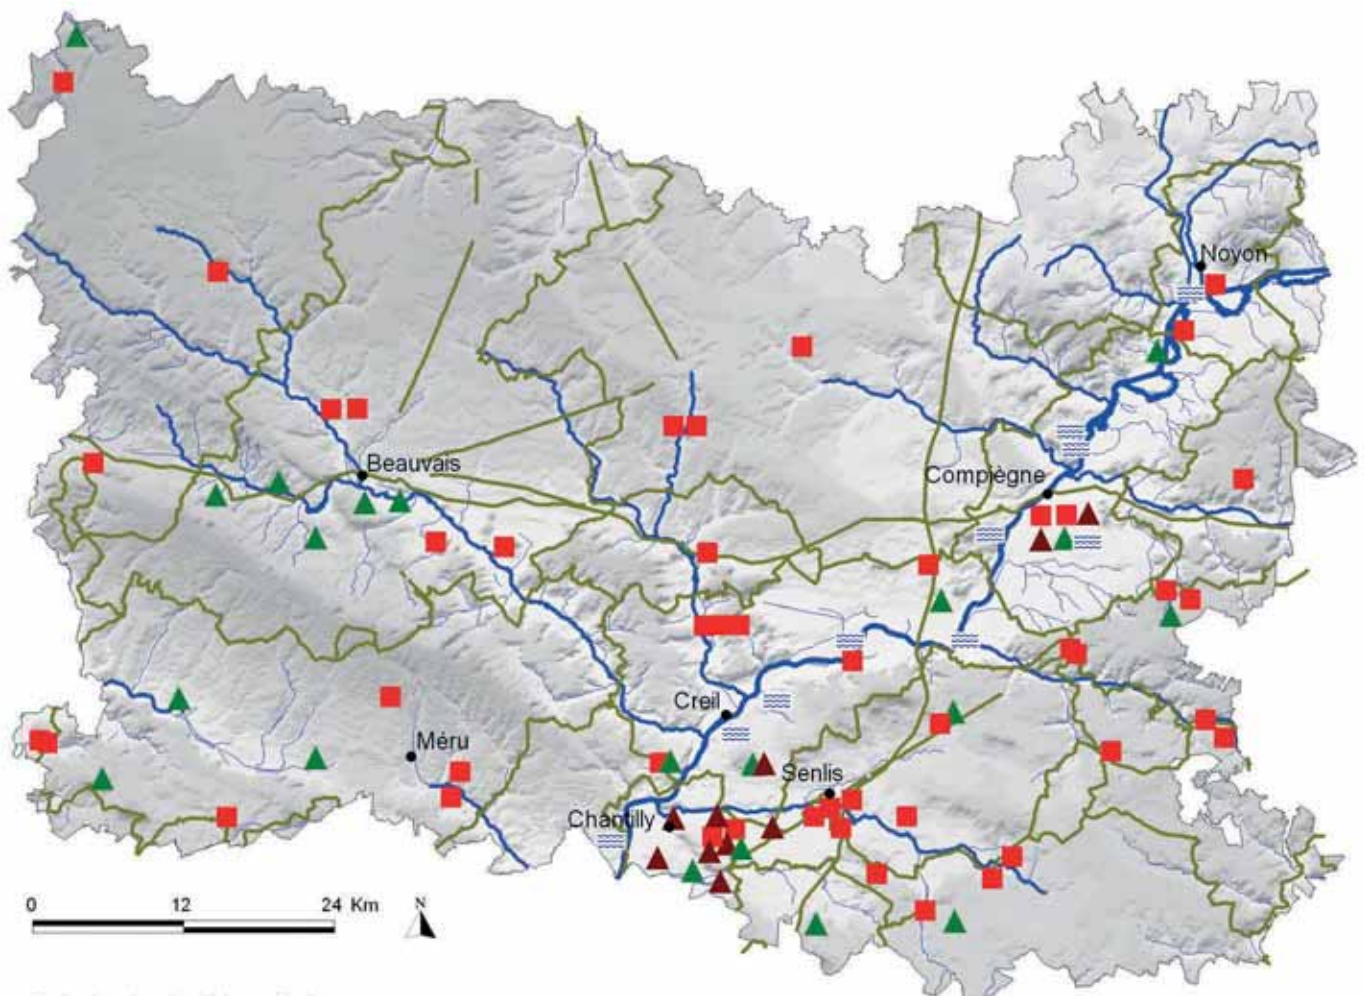 Noyon
Beauvais
Compiègne
Creil
Méru
Senlis
Chantilly
0 12 24 Km
N